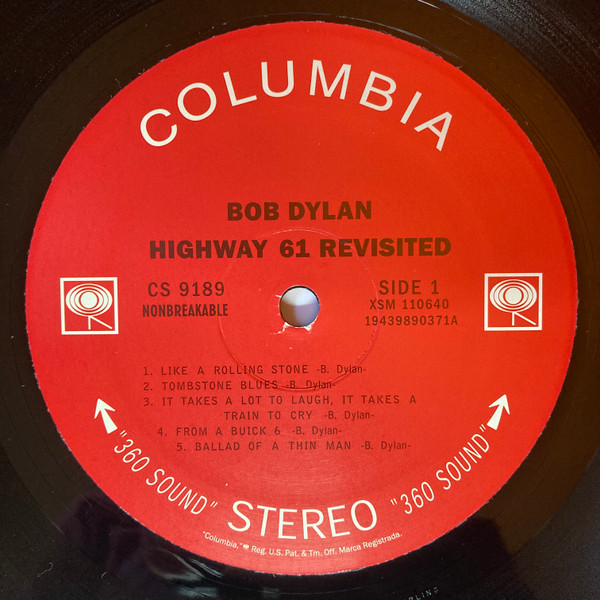 COLUMBIA
BOB DYLAN
HIGHWAY 61 REVISITED
CS 9189
NONBREAKABLE
SIDE 1
XSM 110640
19439890371A
1. LIKE A ROLLING STONE -B. Dylan-
2. TOMBSTONE BLUES -B. Dylan-
3. IT TAKES A LOT TO LAUGH, IT TAKES A
TRAIN TO CRY -B. Dylan-
4. FROM A BUICK 6 -B. Dylan-
5. BALLAD OF A THIN MAN -B. Dylan-
"360 SOUND" STEREO "360 SOUND"
"Columbia," Reg. U.S. Pat. & Tm. Off. Marca Registrada.